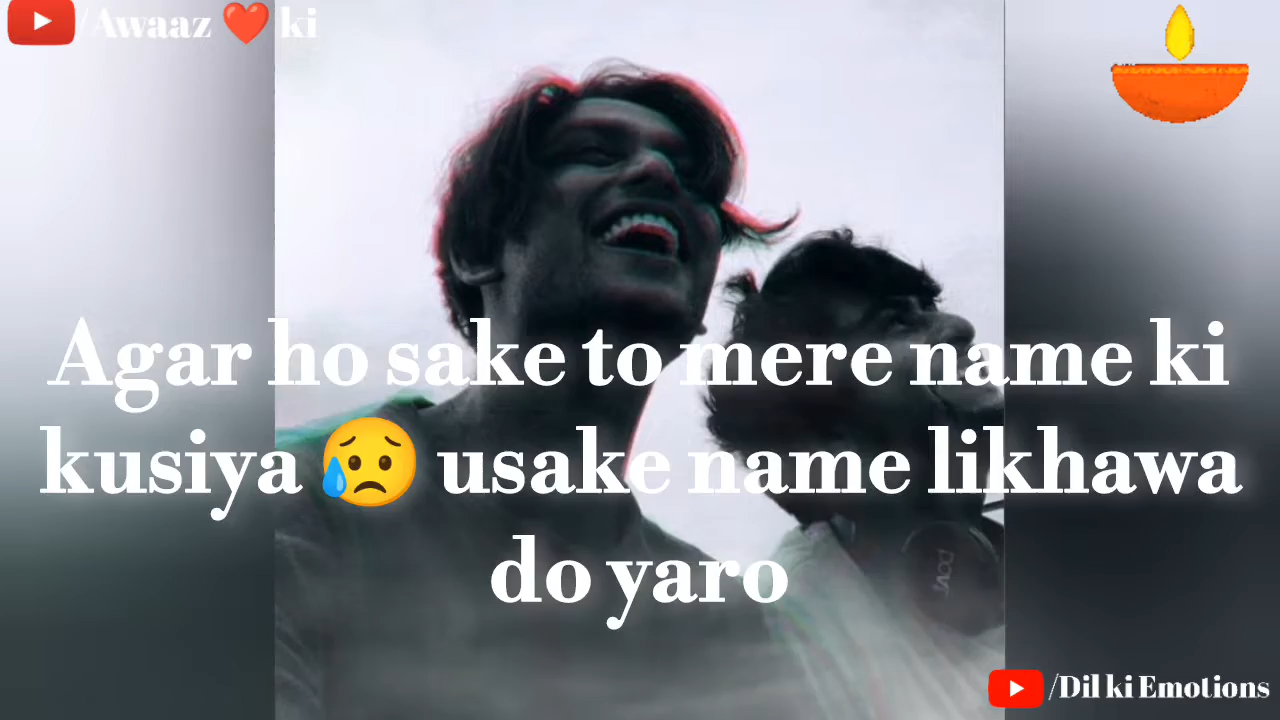 /Awaaz ❤️ ki
Agar ho sake to mere name ki
kusiya 😥 usake name likhawa
do yaro
/Dil ki Emotions